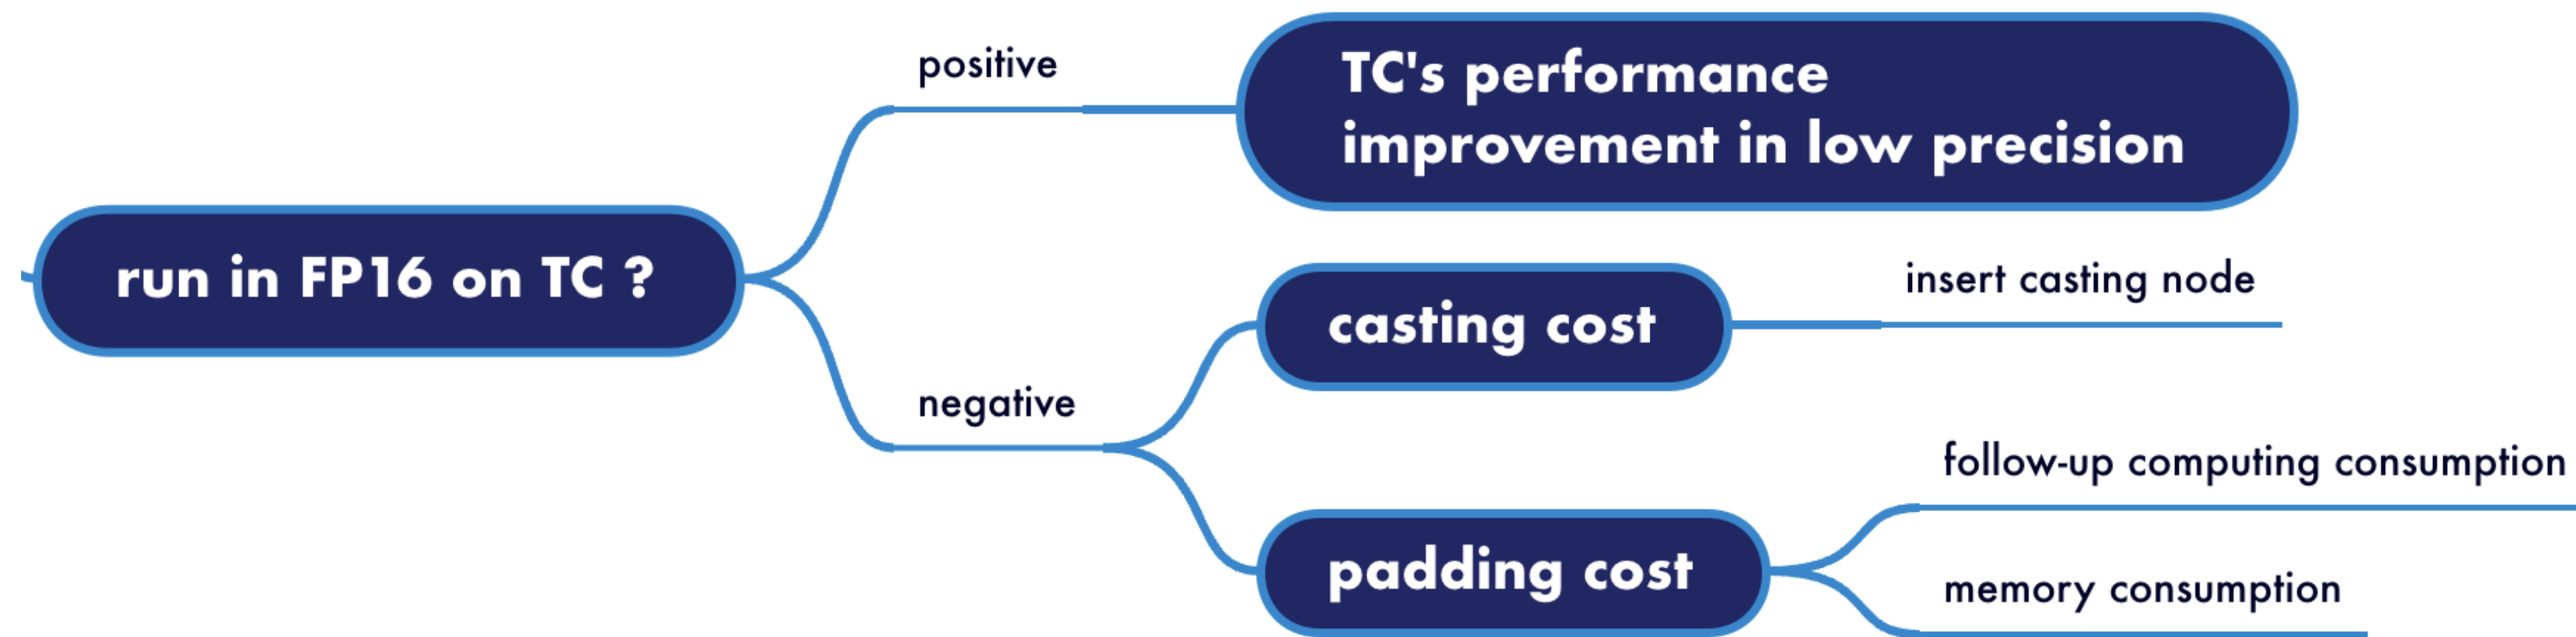 positive
TC's performance
improvement in low precision
run in FP16 on TC ?
insert casting node
casting cost
negative
follow-up computing consumption
padding cost
memory consumption